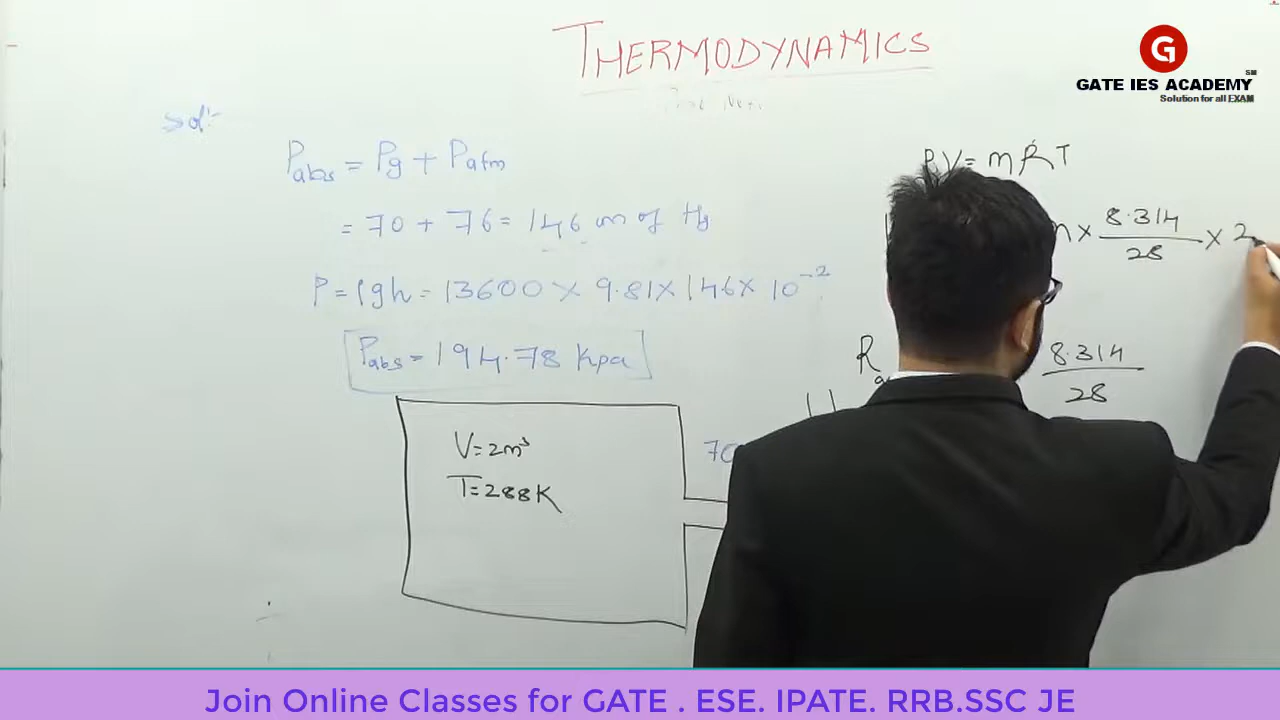 THERMODYNAMICS
G
SM
GATE IES ACADEMY
Solution for all EXAM
Sol:-
Pabs = Pg + Patm
= 70 + 76 = 146 cm of Hg
P = ρgh = 13600 × 9.81 × 146 × 10⁻²
Pabs = 194.78 kpa
V = 2m³
T = 288K
70
PV = mRT
m × 8.314/28 × 2
R
8.314/28
Join Online Classes for GATE . ESE. IPATE. RRB.SSC JE